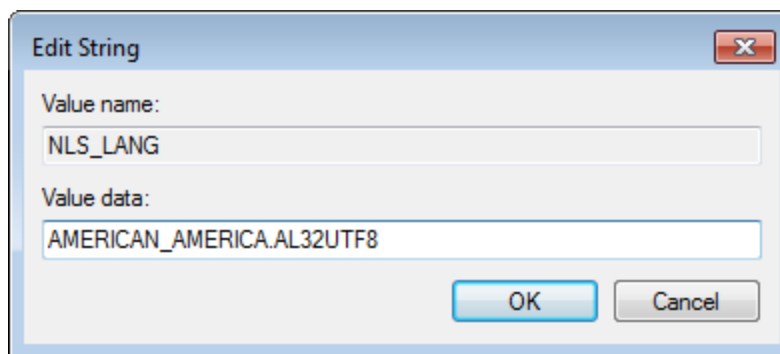 Edit String
Value name:
NLS_LANG
Value data:
AMERICAN_AMERICA.AL32UTF8
OK Cancel